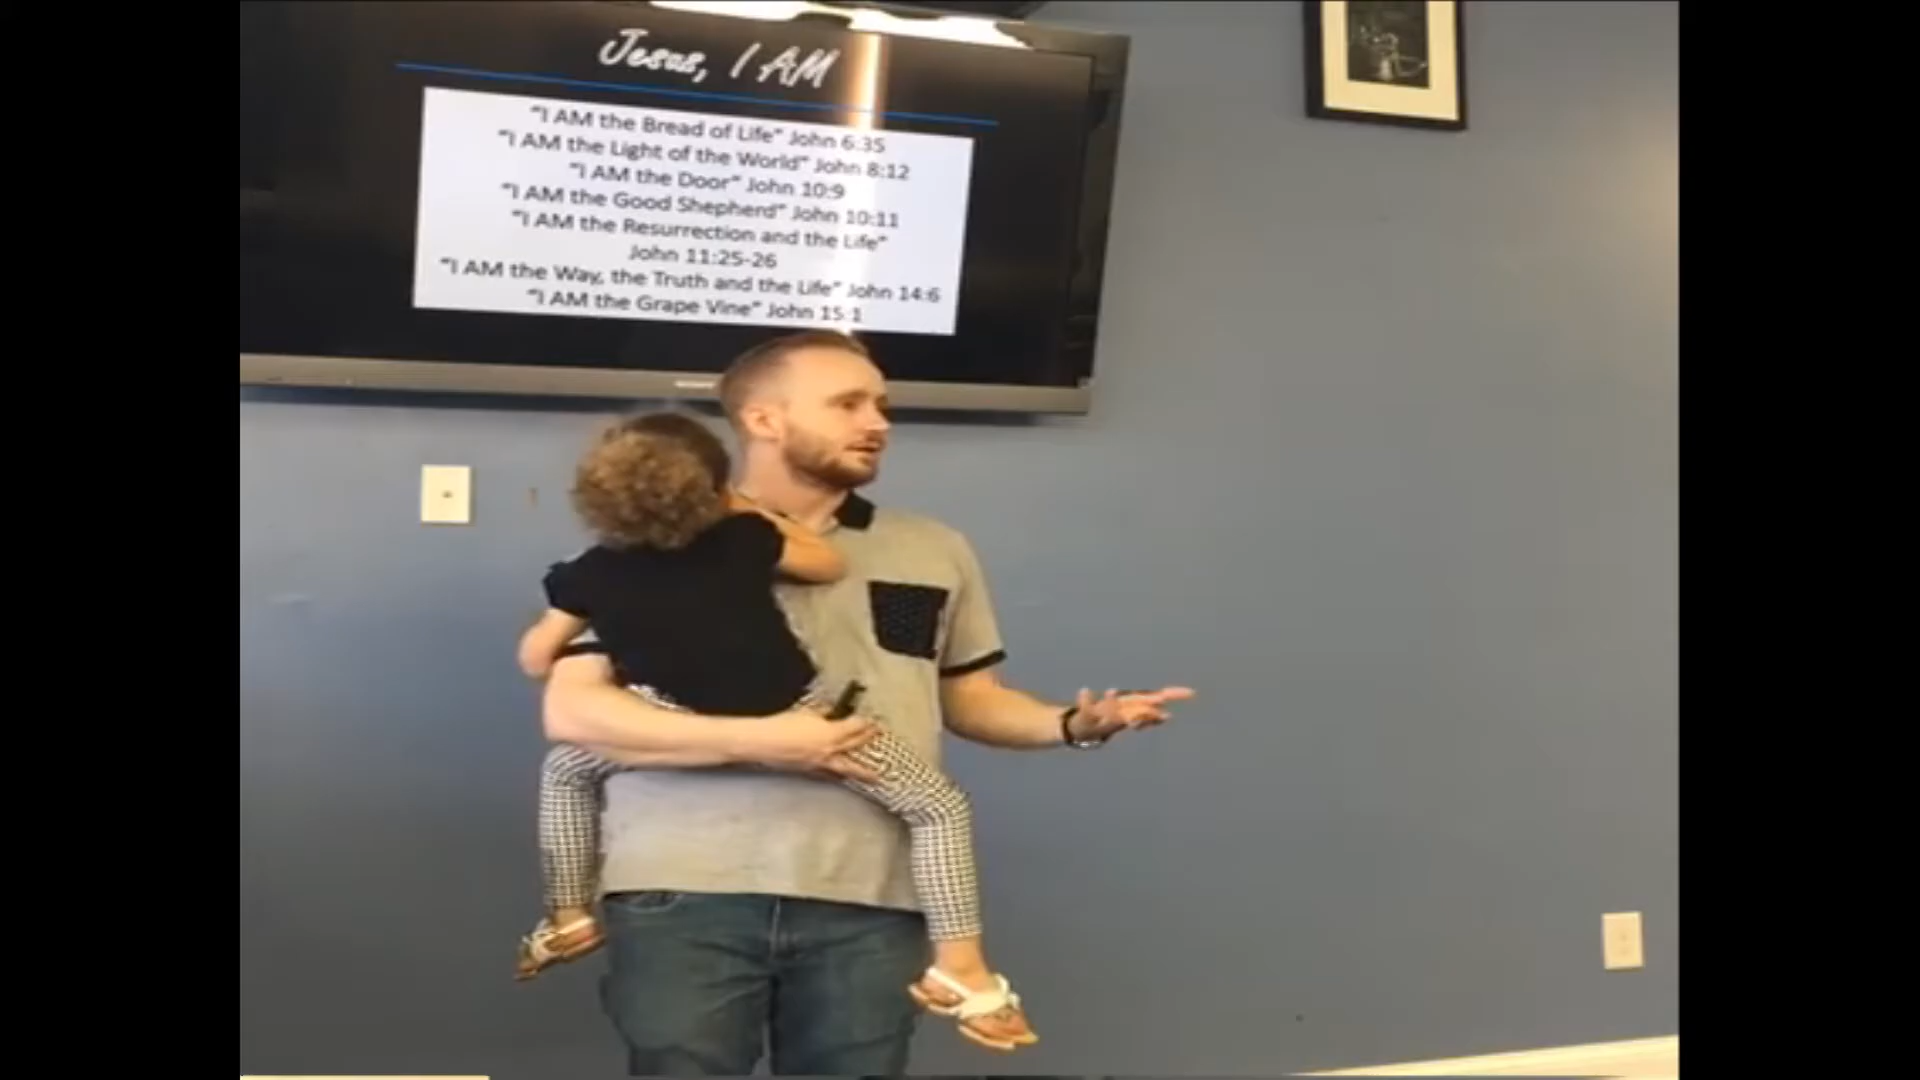 Jesus, I AM
"I AM the Bread of Life" John 6:35
"I AM the Light of the World" John 8:12
"I AM the Door" John 10:9
"I AM the Good Shepherd" John 10:11
"I AM the Resurrection and the Life"
John 11:25-26
"I AM the Way, the Truth and the Life" John 14:6
"I AM the Grape Vine" John 15:1